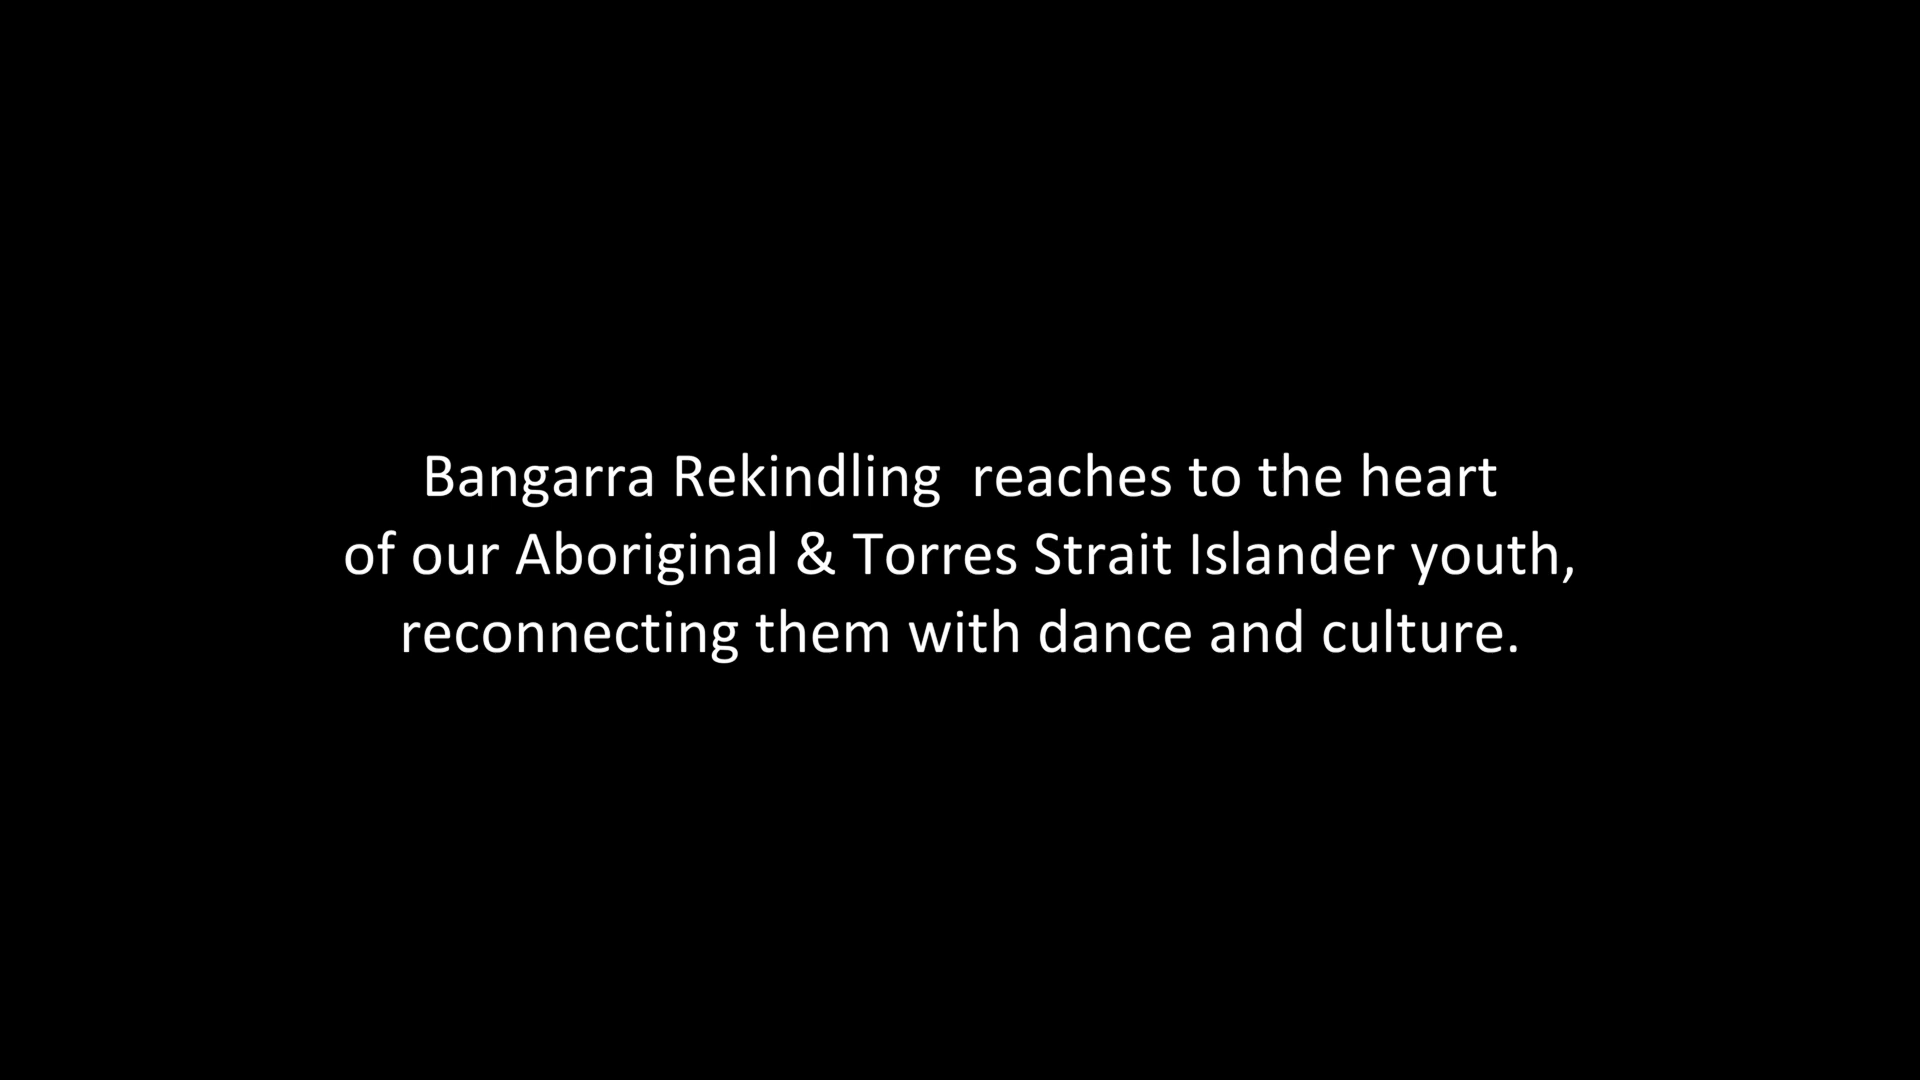 Bangarra Rekindling  reaches to the heart
of our Aboriginal & Torres Strait Islander youth,
reconnecting them with dance and culture.